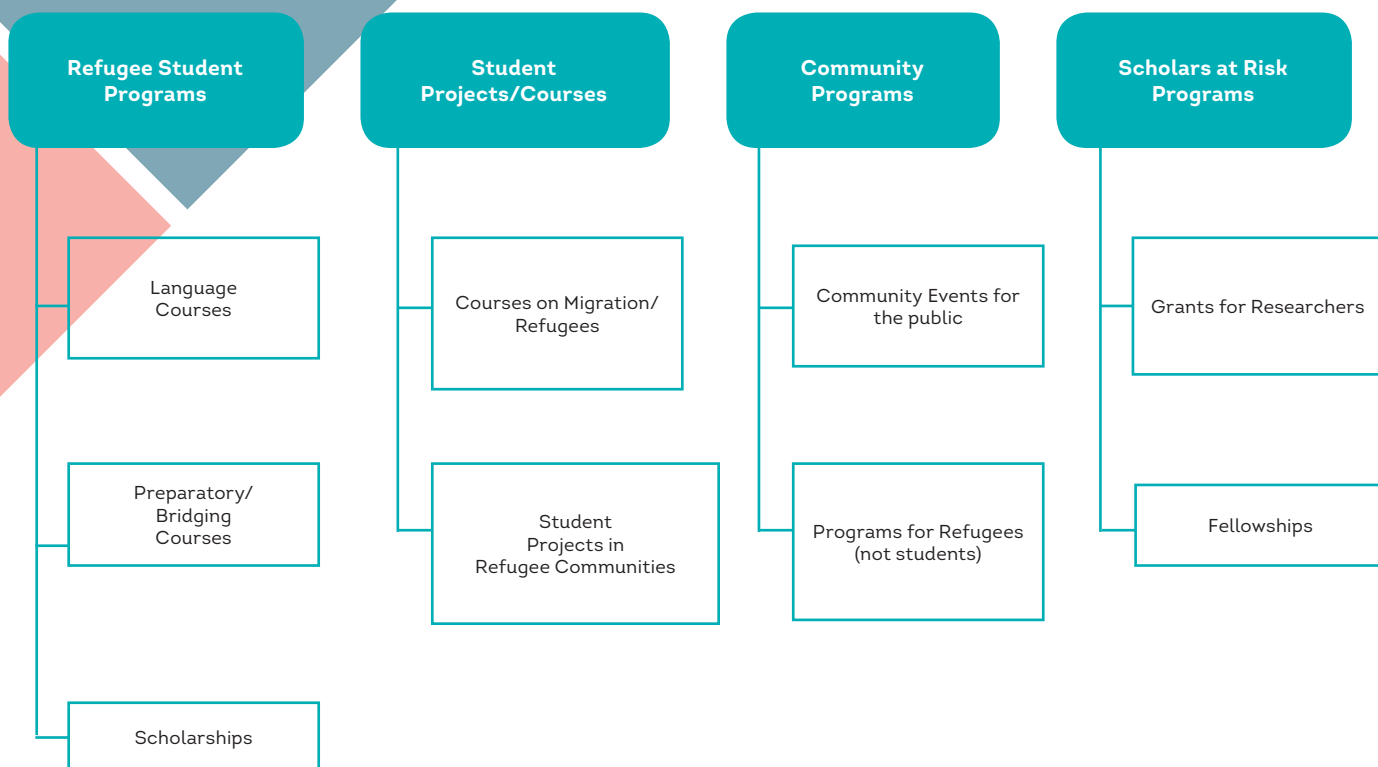 Refugee Student
Programs
Language
Courses
Preparatory/
Bridging
Courses
Scholarships
Student
Projects/Courses
Courses on Migration/
Refugees
Student
Projects in
Refugee Communities
Community
Programs
Community Events for
the public
Programs for Refugees
(not students)
Scholars at Risk
Programs
Grants for Researchers
Fellowships